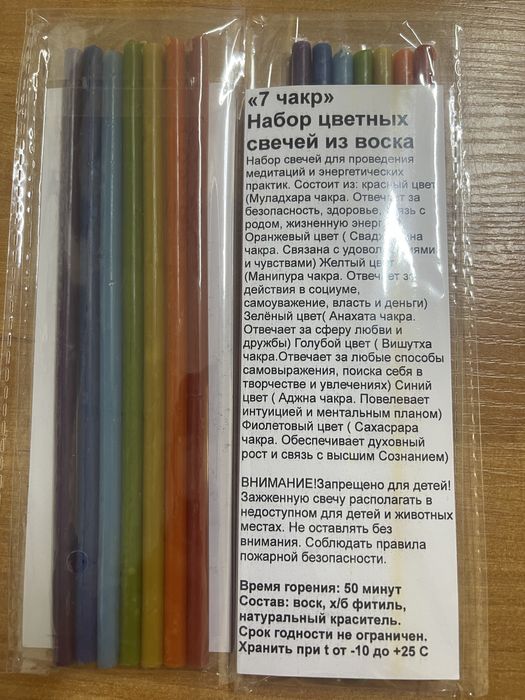 «7 чакр»
Набор цветных
свечей из воска
Набор свечей для проведения
медитаций и энергетических
практик. Состоит из: красный цвет
(Муладхара чакра. Отвечает за
безопасность, здоровье, связь с
родом, жизненную
Оранжевый цвет (
чакра. Связана с
и чувствами) Желтый цвет
(Манипура чакра. Отвечает за
действия в социуме,
самоуважение, власть и деньги)
Зелёный цвет( Анахата чакра.
Отвечает за сферу любви и
дружбы) Голубой цвет ( Вишутха
чакра.Отвечает за любые способы
самовыражения, поиска себя в
творчестве и увлечениях) Синий
цвет ( Аджна чакра. Повелевает
интуицией и ментальным планом)
Фиолетовый цвет ( Сахасрара
чакра. Обеспечивает духовный
рост и связь с высшим Сознанием)
ВНИМАНИЕ!Запрещено для детей!
Зажженную свечу располагать в
недоступном для детей и животных
местах. Не оставлять без
внимания. Соблюдать правила
пожарной безопасности.
Время горения: 50 минут
Состав: воск, х/б фитиль,
натуральный краситель.
Срок годности не ограничен.
Хранить при t от -10 до +25 С